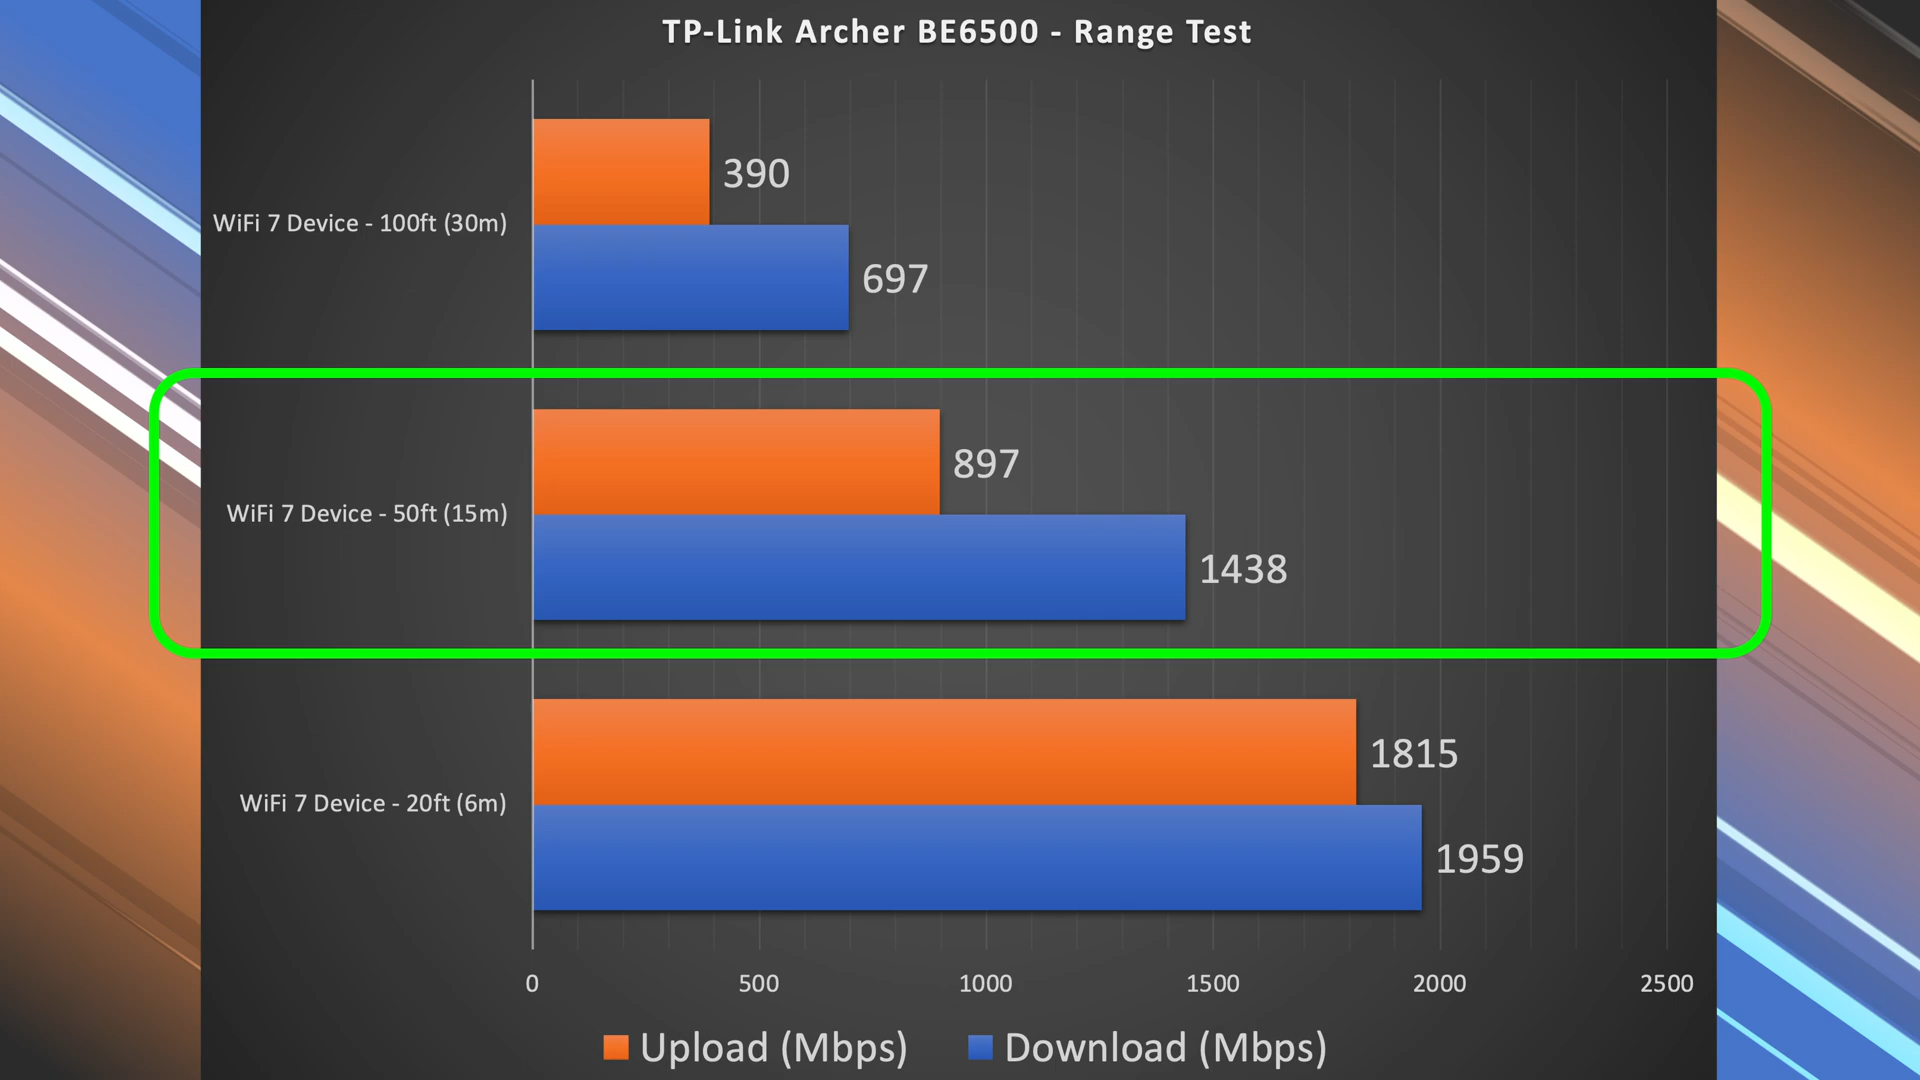 TP-Link Archer BE6500 - Range Test
390
WiFi 7 Device - 100ft (30m)
697
897
WiFi 7 Device - 50ft (15m)
1438
1815
WiFi 7 Device - 20ft (6m)
1959
0 500 1000 1500 2000 2500
Upload (Mbps) Download (Mbps)